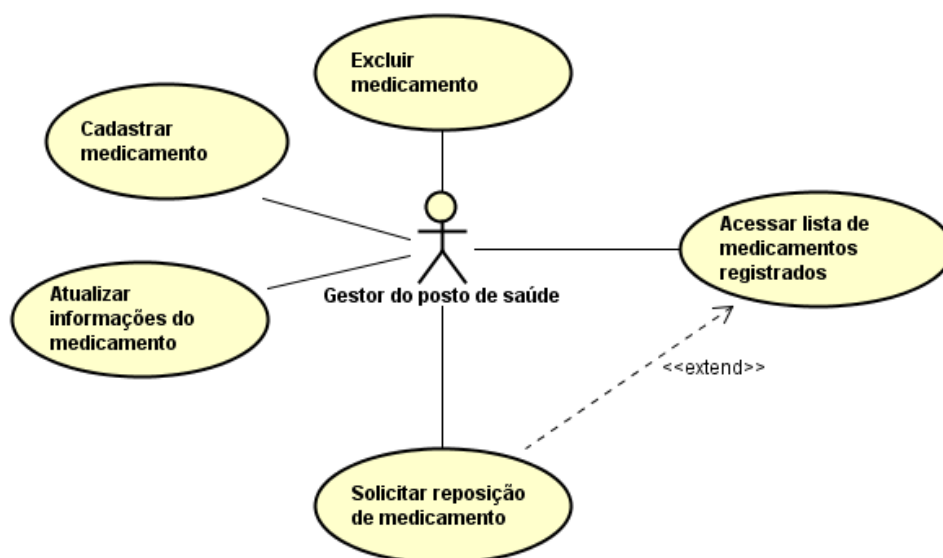 Excluir
medicamento
Cadastrar
medicamento
Acessar lista de
medicamentos
registrados
Atualizar
informações do
medicamento
Gestor do posto de saúde
<<extend>>
Solicitar reposição
de medicamento